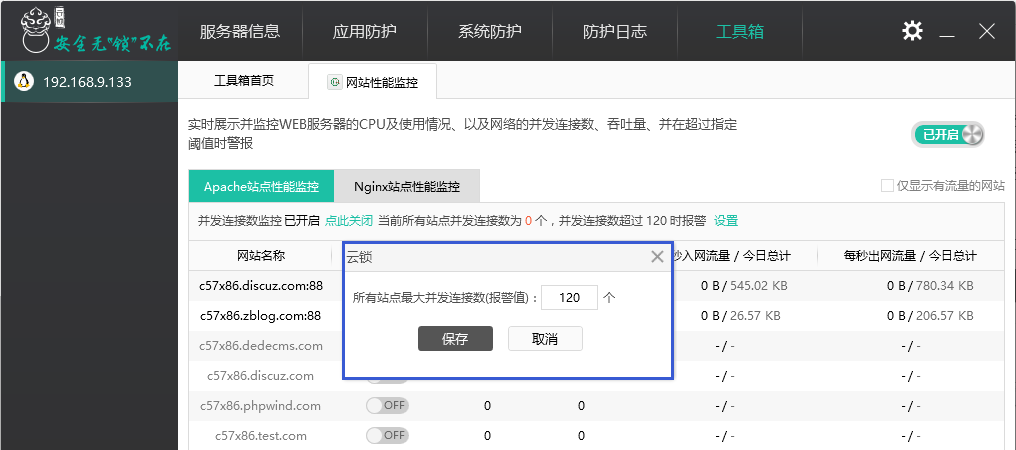 云锁
安全无"锁"不在
服务器信息
应用防护
系统防护
防护日志
工具箱
192.168.9.133
工具箱首页
网站性能监控
实时展示并监控WEB服务器的CPU及使用情况、以及网络的并发连接数、吞吐量、并在超过指定
阈值时警报
已开启
Apache站点性能监控
Nginx站点性能监控
仅显示有流量的网站
并发连接数监控 已开启 点此关闭 当前所有站点并发连接数为 0 个，并发连接数超过 120 时报警 设置
网站名称
秒入网流量 / 今日总计
每秒出网流量 / 今日总计
云锁
所有站点最大并发连接数(报警值)： 120 个
保存
取消
c57x86.discuz.com:88 0 B / 545.02 KB 0 B / 780.34 KB
c57x86.zblog.com:88 0 B / 26.57 KB 0 B / 206.57 KB
c57x86.dedecms.com - / - - / -
c57x86.discuz.com - / - - / -
c57x86.phpwind.com OFF 0 0 - / - - / -
c57x86.test.com OFF 0 0 - / - - / -